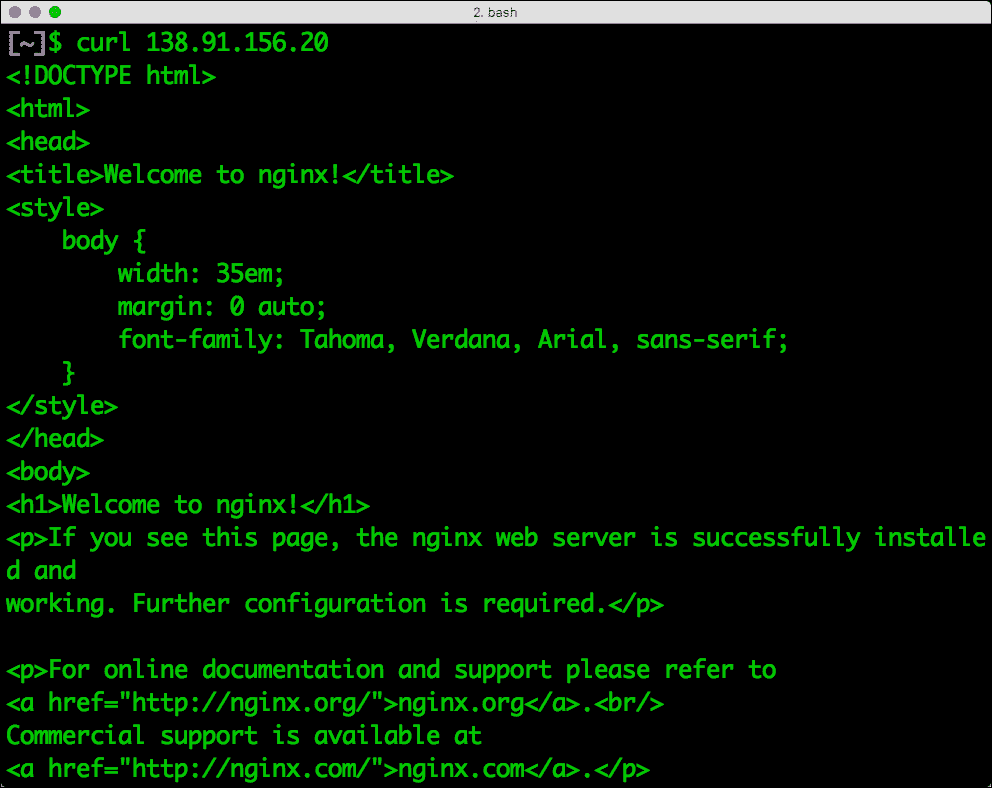 2. bash
[~]$ curl 138.91.156.20
<!DOCTYPE html>
<html>
<head>
<title>Welcome to nginx!</title>
<style>
    body {
        width: 35em;
        margin: 0 auto;
        font-family: Tahoma, Verdana, Arial, sans-serif;
    }
</style>
</head>
<body>
<h1>Welcome to nginx!</h1>
<p>If you see this page, the nginx web server is successfully installe
d and
working. Further configuration is required.</p>

<p>For online documentation and support please refer to
<a href="http://nginx.org/">nginx.org</a>.<br/>
Commercial support is available at
<a href="http://nginx.com/">nginx.com</a>.</p>